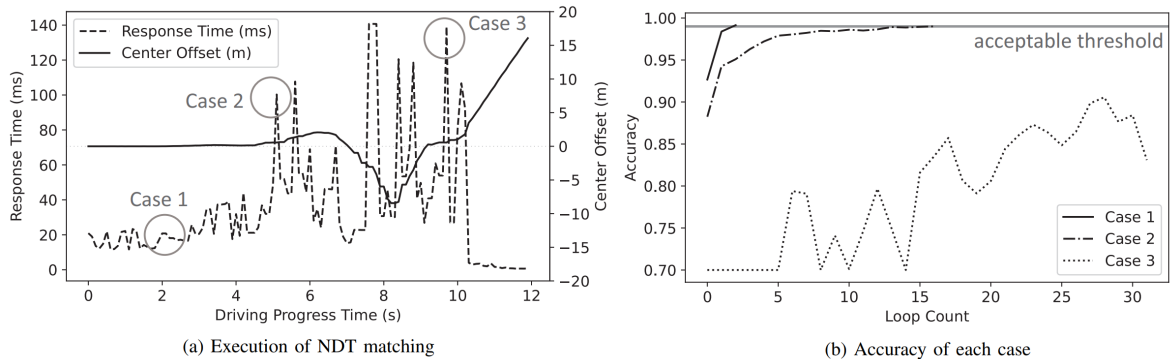 Response Time (ms)
Center Offset (m)
Case 1
Case 2
Case 3
140
120
100
80
60
40
20
0
Response Time (ms)
20
15
10
5
0
−5
−10
−15
−20
Center Offset (m)
0 2 4 6 8 10 12
Driving Progress Time (s)
(a) Execution of NDT matching
1.00
0.95
0.90
0.85
0.80
0.75
0.70
Accuracy
acceptable threshold
Case 1
Case 2
Case 3
0 5 10 15 20 25 30
Loop Count
(b) Accuracy of each case